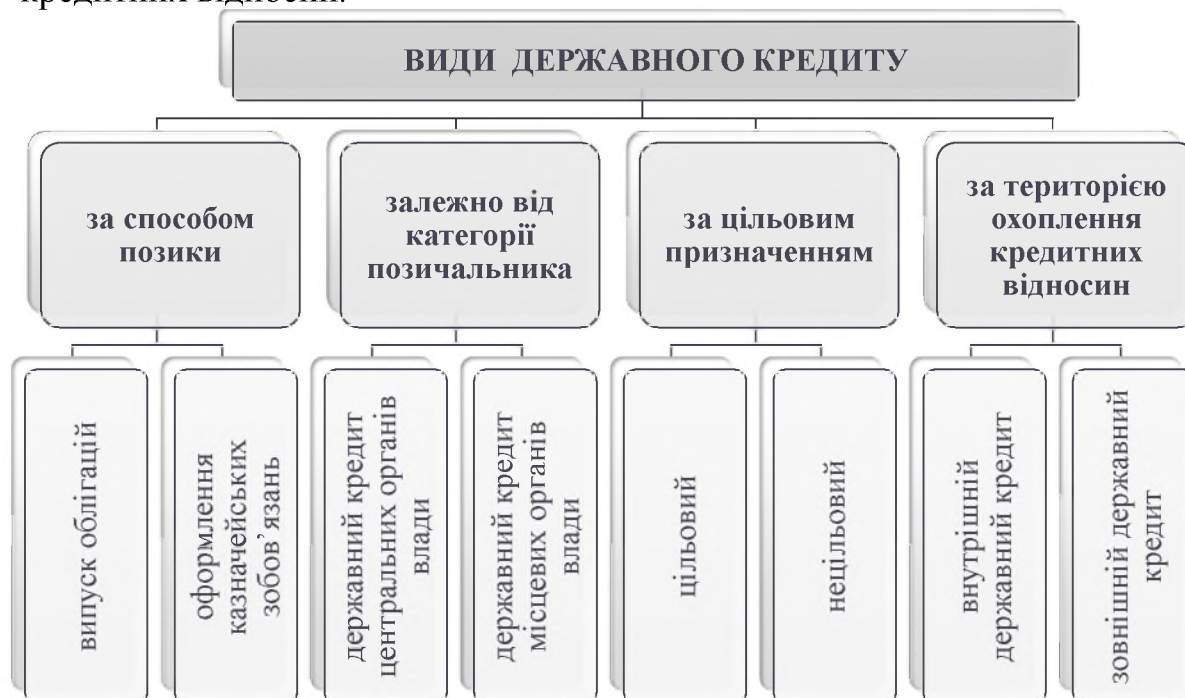 кредитних відносин.
ВИДИ ДЕРЖАВНОГО КРЕДИТУ
за способом
позики
залежно від
категорії
позичальника
за цільовим
призначенням
за територією
охоплення
кредитних
відносин
випуск облігацій
оформлення
казначейських
зобов’язань
державний кредит
центральних органів
влади
державний кредит
місцевих органів
влади
цільовий
нецільовий
внутрішній
державний кредит
зовнішній державний
кредит